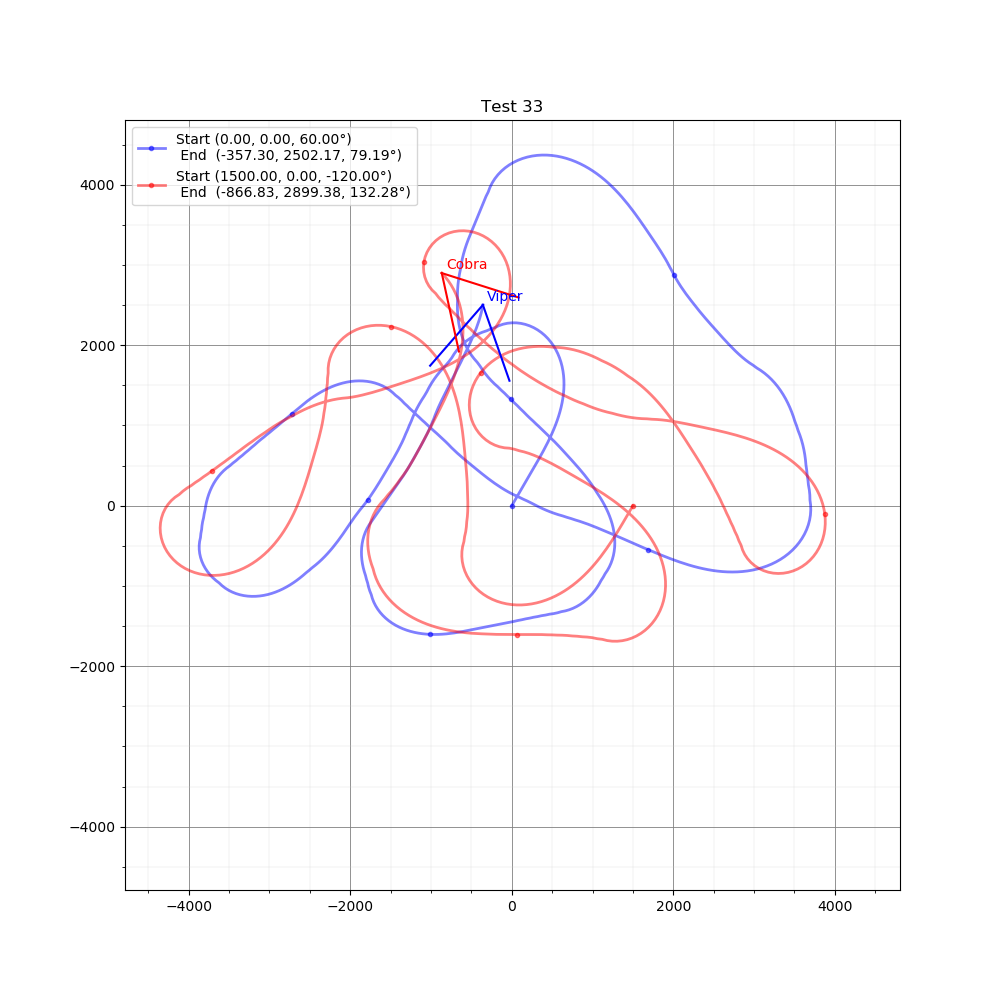 Test 33
Start (0.00, 0.00, 60.00°)
End (-357.30, 2502.17, 79.19°)
Start (1500.00, 0.00, -120.00°)
End (-866.83, 2899.38, 132.28°)
4000
2000
0
−2000
−4000
Cobra
Viper
−4000 −2000 0 2000 4000